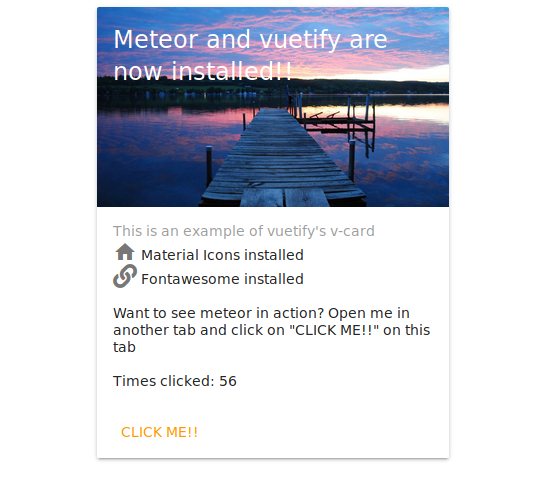 Meteor and vuetify are
now installed!!
This is an example of vuetify's v-card
Material Icons installed
Fontawesome installed
Want to see meteor in action? Open me in
another tab and click on "CLICK ME!!" on this
tab
Times clicked: 56
CLICK ME!!